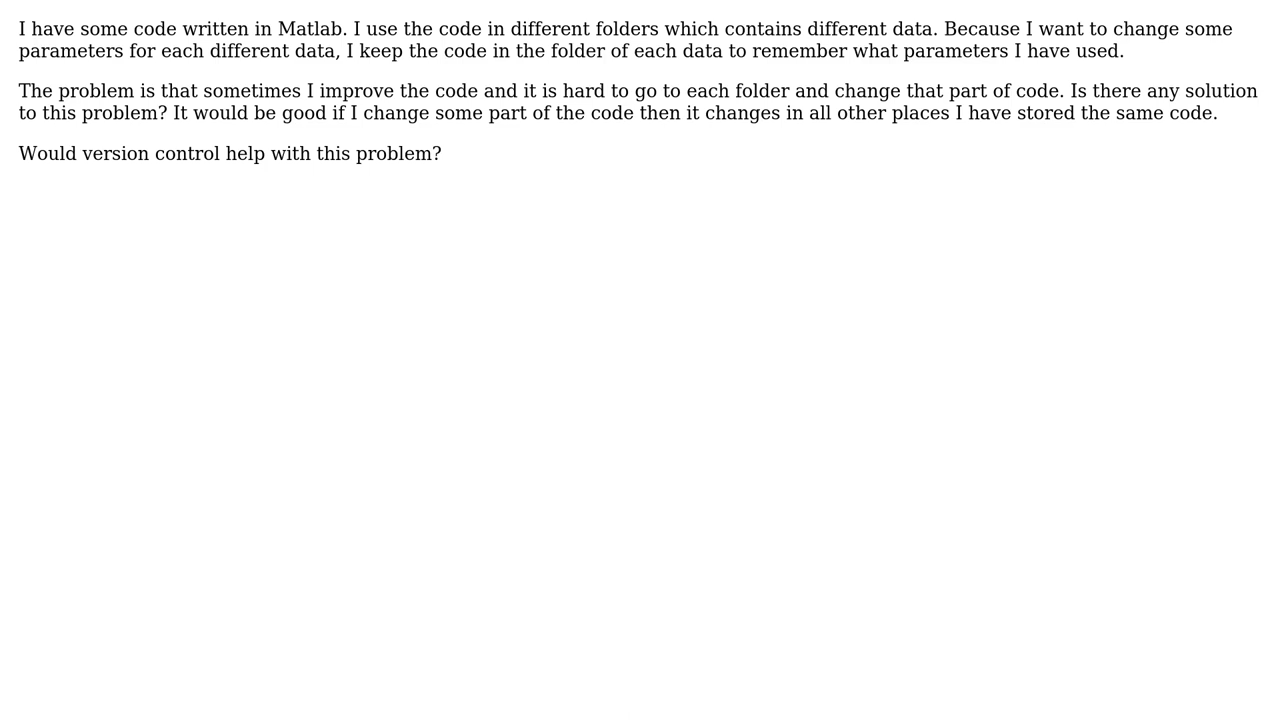 I have some code written in Matlab. I use the code in different folders which contains different data. Because I want to change some
parameters for each different data, I keep the code in the folder of each data to remember what parameters I have used.
The problem is that sometimes I improve the code and it is hard to go to each folder and change that part of code. Is there any solution
to this problem? It would be good if I change some part of the code then it changes in all other places I have stored the same code.
Would version control help with this problem?